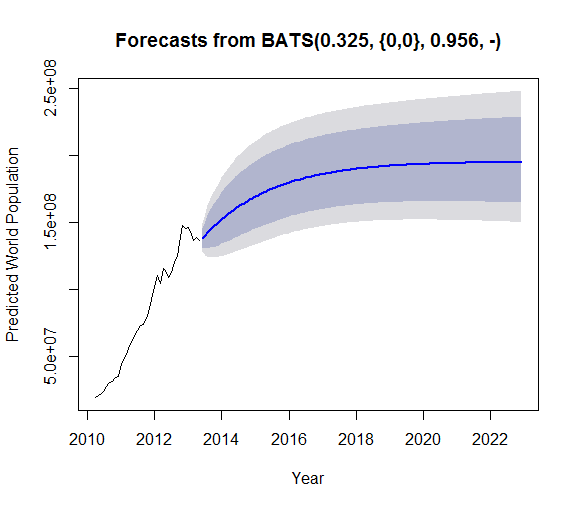 Forecasts from BATS(0.325, {0,0}, 0.956, -)
Predicted World Population
2.5e+08
1.5e+08
5.0e+07
2010 2012 2014 2016 2018 2020 2022
Year